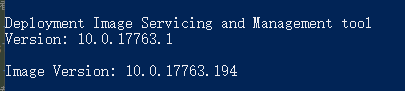 Deployment Image Servicing and Management tool
Version: 10.0.17763.1
Image Version: 10.0.17763.194